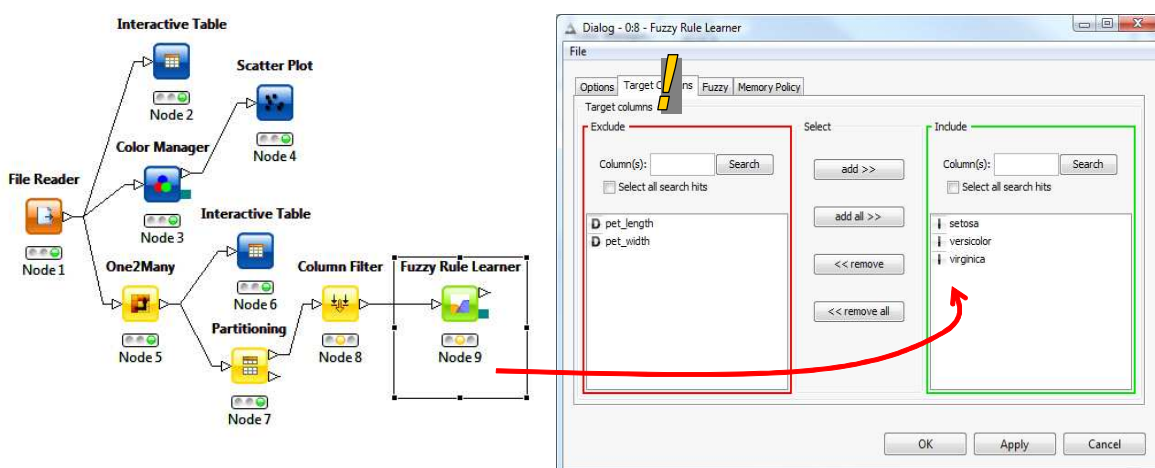 Interactive Table
Node 2
Scatter Plot
Node 4
Color Manager
Node 3
File Reader
Node 1
Interactive Table
Node 6
One2Many
Node 5
Partitioning
Node 7
Column Filter
Node 8
Fuzzy Rule Learner
Node 9
Dialog - 0:8 - Fuzzy Rule Learner
File
Options Target Fuzzy Memory Policy
Target columns
Exclude
Column(s): Search
Select all search hits
D pet_length
D pet_width
Select
add >>
add all >>
<< remove
<< remove all
Include
Column(s): Search
Select all search hits
I setosa
I versicolor
I virginica
OK Apply Cancel